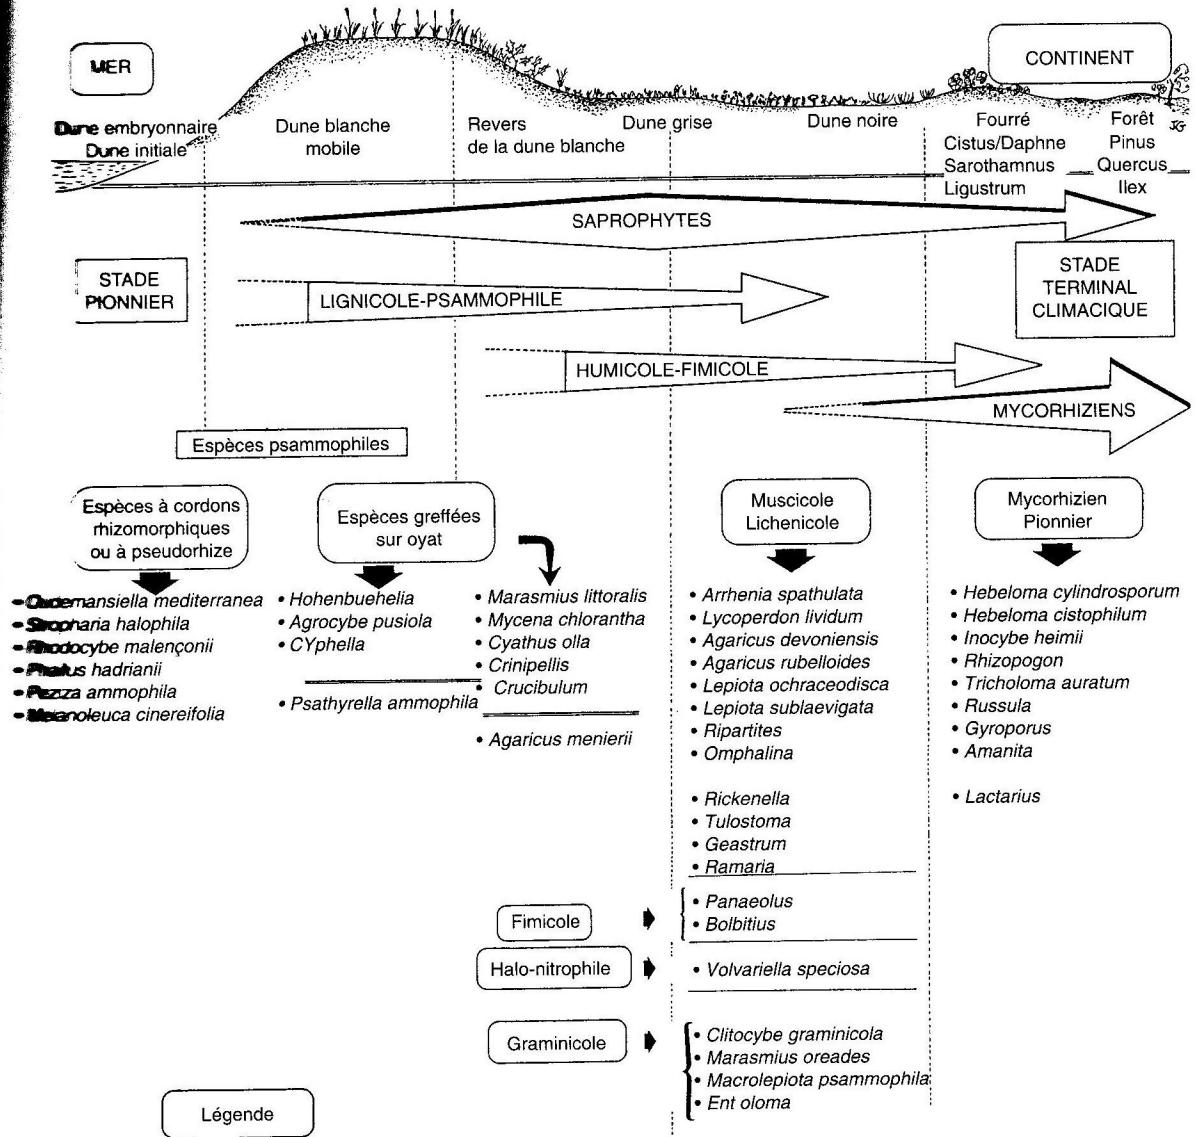 MER
CONTINENT
Dune embryonnaire
Dune initiale
Dune blanche
mobile
Revers
de la dune blanche
Dune grise
Dune noire
Fourré
Cistus/Daphne
Sarothamnus
Ligustrum
Forêt
Pinus
Quercus
Ilex
JG
SAPROPHYTES
STADE
PIONNIER
LIGNICOLE-PSAMMOPHILE
STADE
TERMINAL
CLIMACIQUE
HUMICOLE-FIMICOLE
MYCORHIZIENS
Espèces psammophiles
Espèces à cordons
rhizomorphiques
ou à pseudorhize
• Oudemansiella mediterranea
• Stropharia halophila
• Rhodocybe malençonii
• Phallus hadrianii
• Peziza ammophila
• Melanoleuca cinereifolia
Espèces greffées
sur oyat
• Hohenbuehelia
• Agrocybe pusiola
• CYphella
• Psathyrella ammophila
• Marasmius littoralis
• Mycena chlorantha
• Cyathus olla
• Crinipellis
• Crucibulum
• Agaricus menierii
Muscicole
Lichenicole
• Arrhenia spathulata
• Lycoperdon lividum
• Agaricus devoniensis
• Agaricus rubelloides
• Lepiota ochraceodisca
• Lepiota sublaevigata
• Ripartites
• Omphalina
• Rickenella
• Tulostoma
• Geastrum
• Ramaria
Mycorhizien
Pionnier
• Hebeloma cylindrosporum
• Hebeloma cistophilum
• Inocybe heimii
• Rhizopogon
• Tricholoma auratum
• Russula
• Gyroporus
• Amanita
• Lactarius
Fimicole
• Panaeolus
• Bolbitius
Halo-nitrophile
• Volvariella speciosa
Graminicole
• Clitocybe graminicola
• Marasmius oreades
• Macrolepiota psammophila
• Ent oloma
Légende